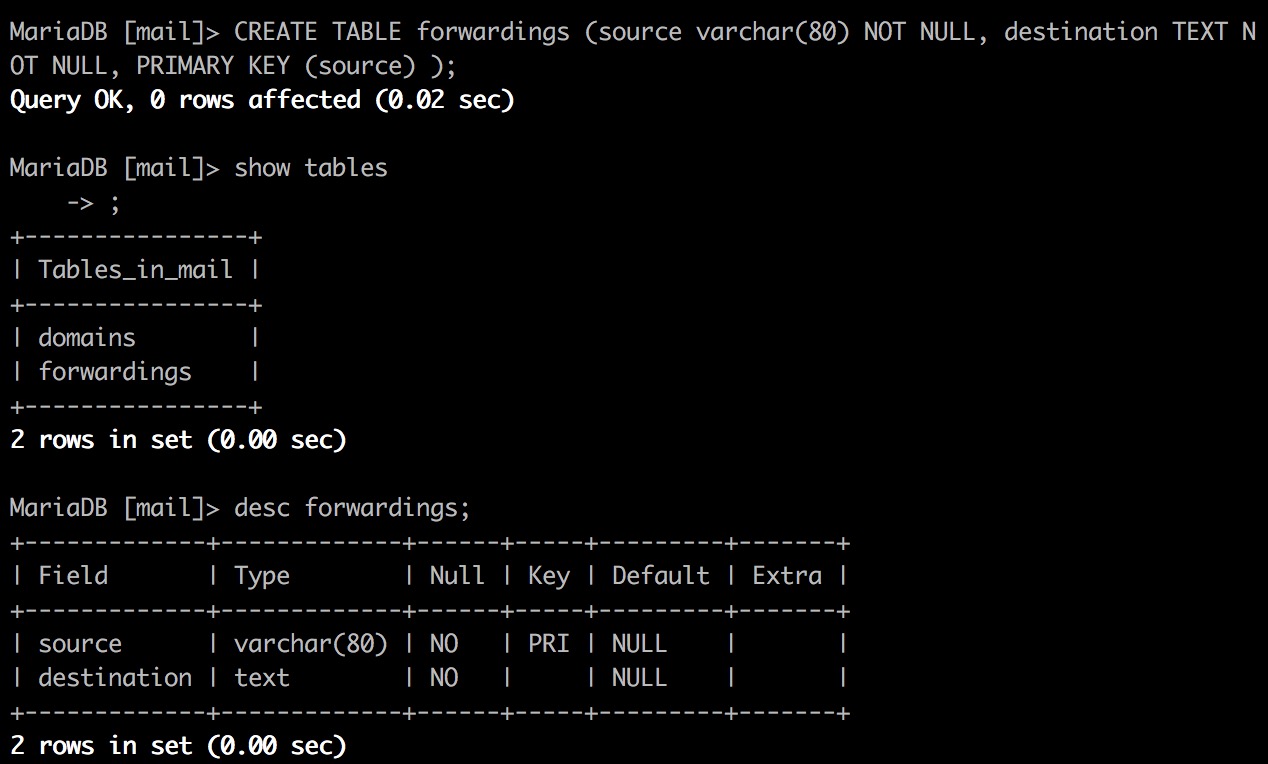 MariaDB [mail]> CREATE TABLE forwardings (source varchar(80) NOT NULL, destination TEXT N
OT NULL, PRIMARY KEY (source) );
Query OK, 0 rows affected (0.02 sec)
MariaDB [mail]> show tables
    -> ;
+----------------+
| Tables_in_mail |
+----------------+
| domains        |
| forwardings    |
+----------------+
2 rows in set (0.00 sec)
MariaDB [mail]> desc forwardings;
+-------------+-------------+------+-----+---------+-------+
| Field       | Type        | Null | Key | Default | Extra |
+-------------+-------------+------+-----+---------+-------+
| source      | varchar(80) | NO   | PRI | NULL    |       |
| destination | text        | NO   |     | NULL    |       |
+-------------+-------------+------+-----+---------+-------+
2 rows in set (0.00 sec)